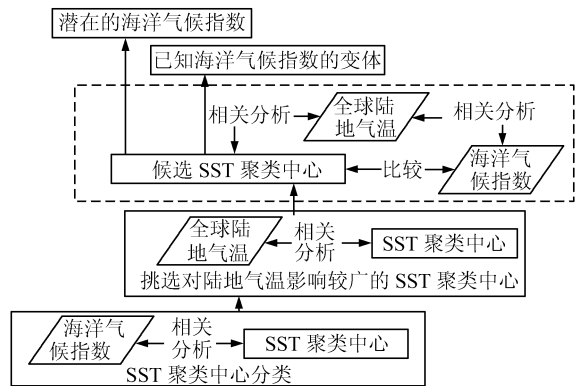 潜在的海洋气候指数
已知海洋气候指数的变体
相关分析
全球陆
地气温
相关分析
候选 SST 聚类中心
比较
海洋气
候指数
全球陆
地气温
相关
分析
SST 聚类中心
挑选对陆地气温影响较广的 SST 聚类中心
海洋气
候指数
相关
分析
SST 聚类中心
SST 聚类中心分类